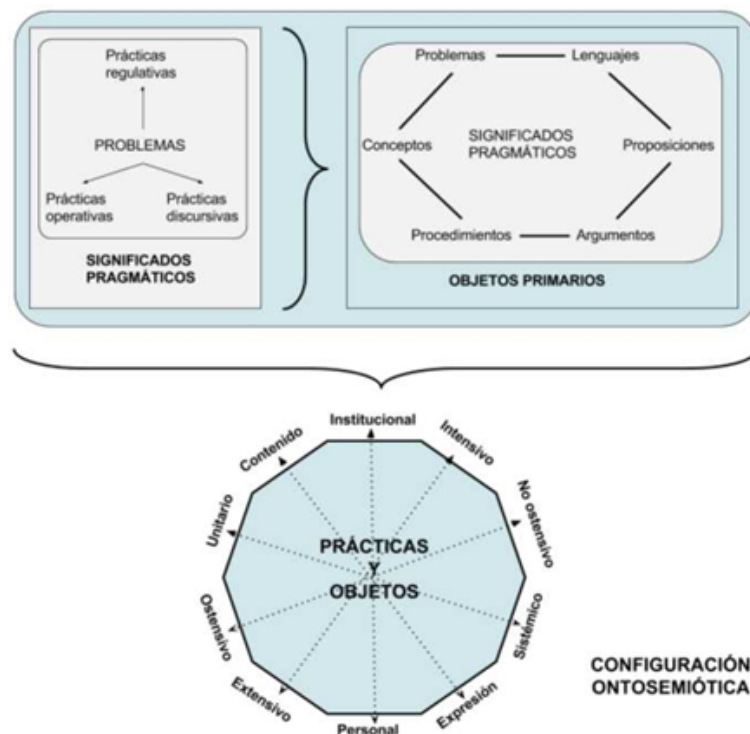 Prácticas
regulativas
PROBLEMAS
Prácticas
operativas
Prácticas
discursivas
SIGNIFICADOS
PRAGMÁTICOS
Problemas
Lenguajes
Conceptos
SIGNIFICADOS
PRAGMÁTICOS
Proposiciones
Procedimientos
Argumentos
OBJETOS PRIMARIOS
Institucional
Contenido
Intensivo
Unitario
No ostensivo
PRÁCTICAS
Y
OBJETOS
Ostensivo
Sistémico
Extensivo
Expresión
Personal
CONFIGURACIÓN
ONTOSEMIÓTICA